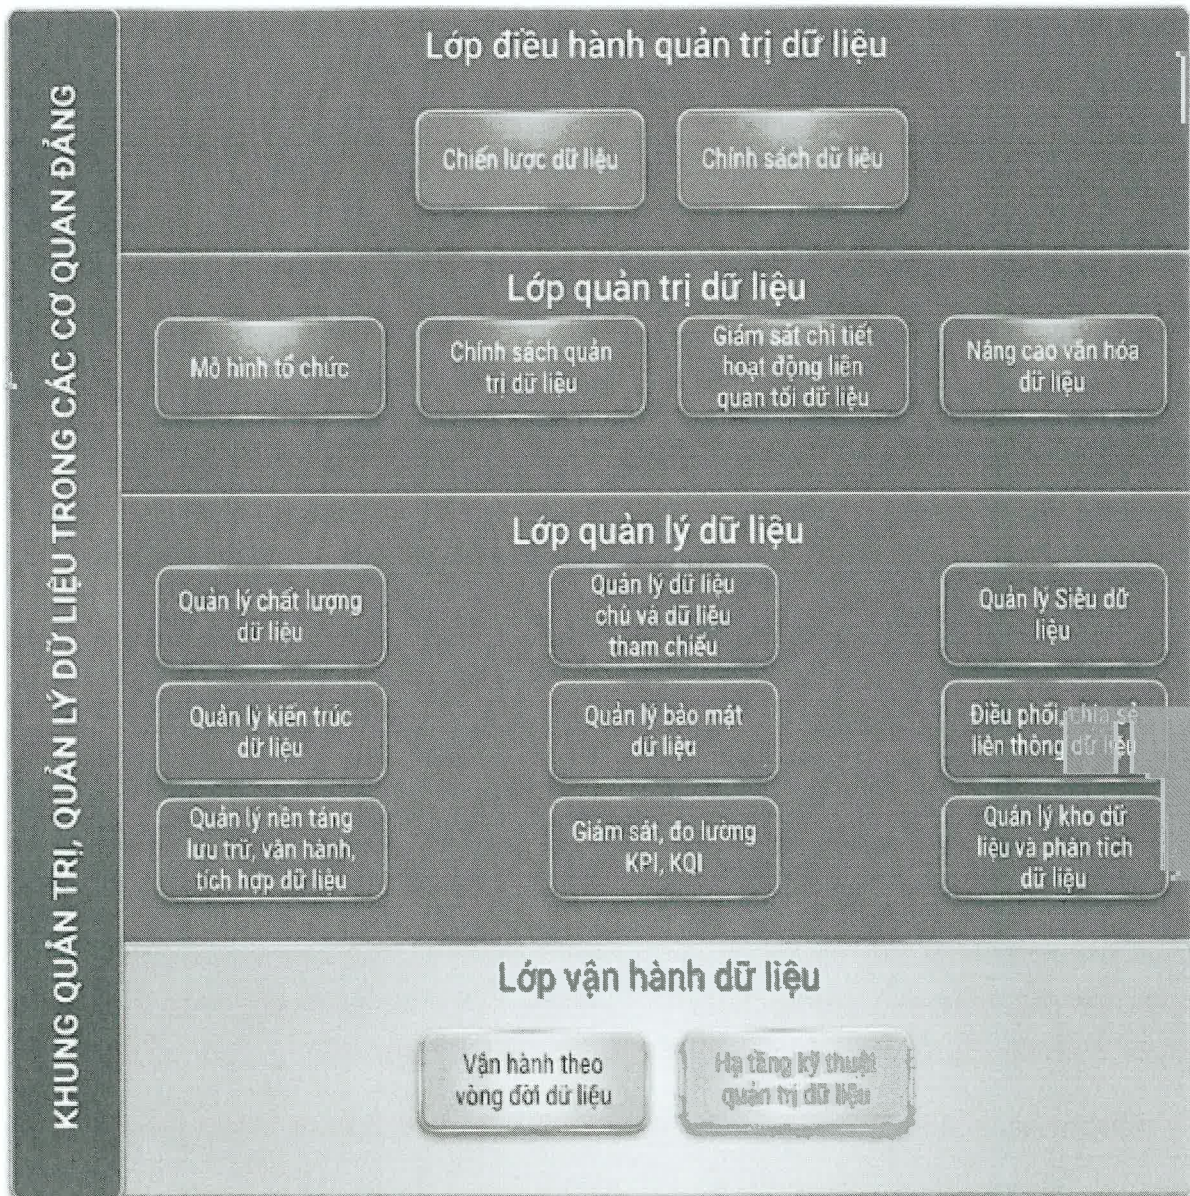 KHUNG QUẢN TRỊ, QUẢN LÝ DỮ LIỆU TRONG CÁC CƠ QUAN ĐẢNG
Lớp điều hành quản trị dữ liệu
Chiến lược dữ liệu
Chính sách dữ liệu
Lớp quản trị dữ liệu
Mô hình tổ chức
Chính sách quản
trị dữ liệu
Giám sát chi tiết
hoạt động liên
quan tới dữ liệu
Nâng cao văn hóa
dữ liệu
Lớp quản lý dữ liệu
Quản lý chất lượng
dữ liệu
Quản lý dữ liệu
chủ và dữ liệu
tham chiếu
Quản lý Siêu dữ
liệu
Quản lý kiến trúc
dữ liệu
Quản lý bảo mật
dữ liệu
Điều phối, chia sẻ
liên thông dữ liệu
Quản lý nền tảng
lưu trữ, vận hành,
tích hợp dữ liệu
Giám sát, đo lường
KPI, KQI
Quản lý kho dữ
liệu và phân tích
dữ liệu
Lớp vận hành dữ liệu
Vận hành theo
vòng đời dữ liệu
Hạ tầng kỹ thuật
quản trị dữ liệu